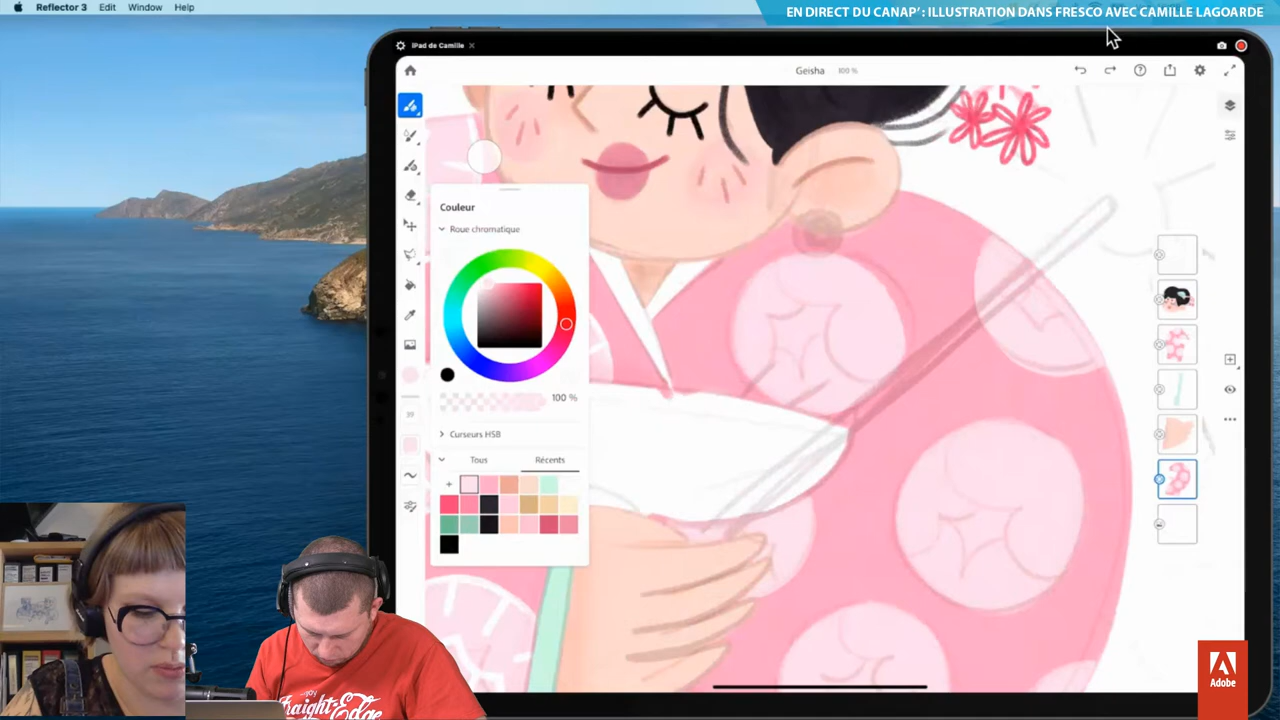 Reflector 3 Edit Window Help
EN DIRECT DU CANAP' : ILLUSTRATION DANS FRESCO AVEC CAMILLE LAGOARDE
iPad de Camille
Geisha 100 %
Couleur
Roue chromatique
100 %
Curseurs HSB
Tous Récents
enjoy
Adobe